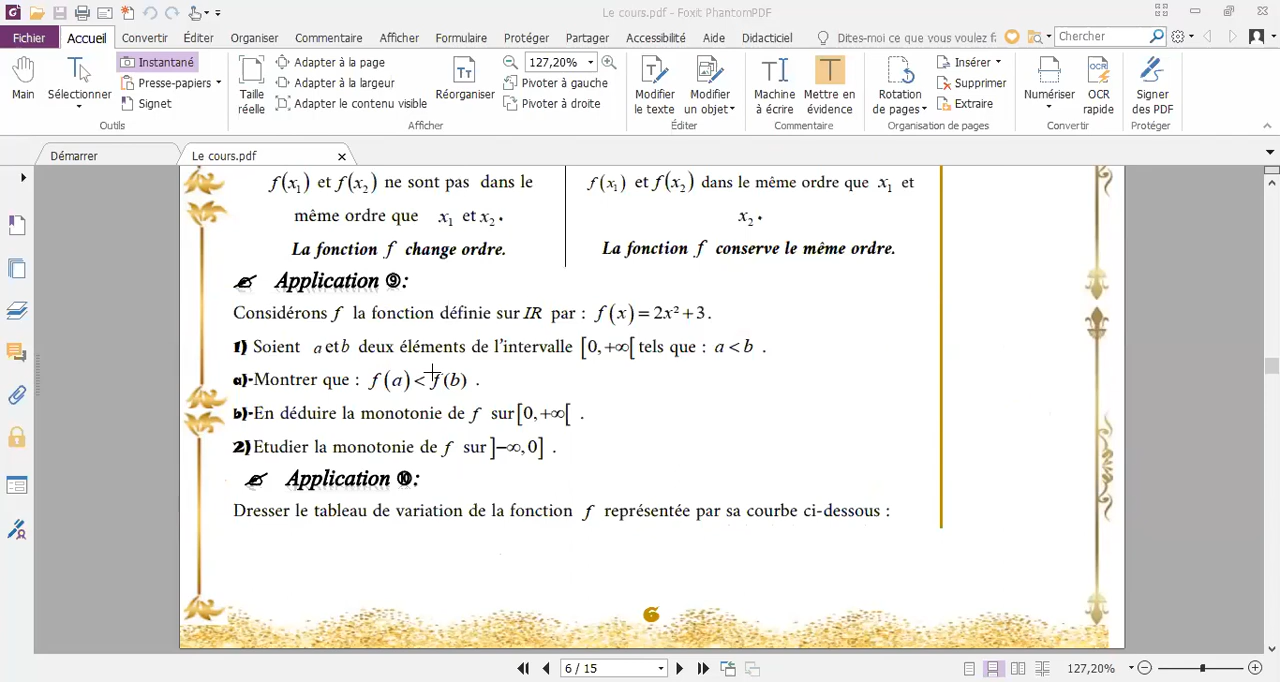 Le cours.pdf - Foxit PhantomPDF
Fichier Accueil Convertir Éditer Organiser Commentaire Afficher Formulaire Protéger Partager Accessibilité Aide Didacticiel Dites-moi ce que vous voulez fa Chercher
Main
Sélectionner
Instantané
Presse-papiers
Signet
Outils
Taille réelle
Adapter à la page
Adapter à la largeur
Adapter le contenu visible
Réorganiser
127,20%
Pivoter à gauche
Pivoter à droite
Afficher
Modifier le texte
Modifier un objet
Éditer
Machine à écrire
Mettre en évidence
Commentaire
Rotation de pages
Insérer
Supprimer
Extraire
Organisation de pages
Numériser
OCR rapide
Convertir
Signer des PDF
Protéger
Démarrer
Le cours.pdf
f(x₁) et f(x₂) ne sont pas dans le
même ordre que x₁ et x₂.
La fonction f change ordre.
f(x₁) et f(x₂) dans le même ordre que x₁ et
x₂.
La fonction f conserve le même ordre.
Application ⑨:
Considérons f la fonction définie sur IR par : f(x) = 2x² + 3.
1) Soient a et b deux éléments de l'intervalle [0,+∞[ tels que : a < b .
a)-Montrer que : f(a) < f(b) .
b)-En déduire la monotonie de f sur [0,+∞[ .
2) Etudier la monotonie de f sur ]−∞,0] .
Application ⑩:
Dresser le tableau de variation de la fonction f représentée par sa courbe ci-dessous :
6
6 / 15
127,20%